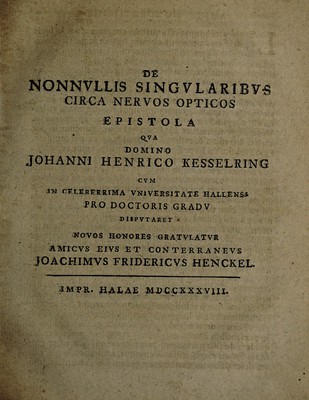 DE
NONNVLLIS SINGVLARIBVS
CIRCA NERVOS OPTICOS
EPISTOLA
QVA
DOMINO
JOHANNI HENRICO KESSELRING
CVM
IN CELEBERRIMA VNIVERSITATE HALLENSI
PRO DOCTORIS GRADV
DISPVTARET
NOVOS HONORES GRATVLATVR
AMICVS EIVS ET CONTERRANEVS
JOACHIMVS FRIDERICVS HENCKEL.
IMPR. HALAE MDCCXXXVIII.